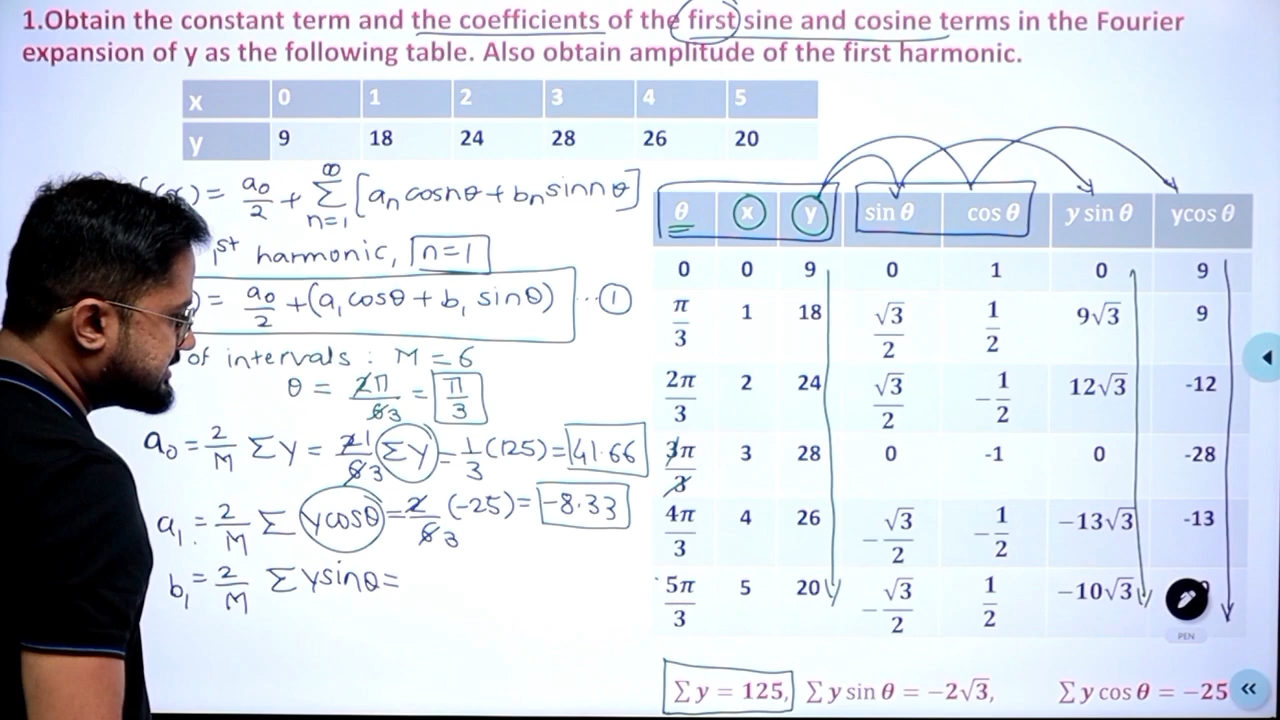 1.Obtain the constant term and the coefficients of the first sine and cosine terms in the Fourier
expansion of y as the following table. Also obtain amplitude of the first harmonic.
x 0 1 2 3 4 5
y 9 18 24 28 26 20
= a₀/2 + ∞Σn=1 [aₙ cosnθ + bₙ sinnθ]
1st harmonic, n=1
= a₀/2 + (a₁ cosθ + b₁ sinθ) ...①
of intervals : M = 6
θ = 2π/6 3 = π/3
a₀ = 2/M ΣY = 2 1/6 3 ΣY = 1/3 (125) = 41.66
a₁ = 2/M Σ ycosθ = 2/6 3 (-25) = -8.33
b₁ = 2/M ΣYsinθ =
θ x y sin θ cos θ y sin θ ycos θ
0 0 9 0 1 0 9
π/3 1 18 √3/2 1/2 9√3 9
2π/3 2 24 √3/2 −1/2 12√3 -12
3π/3 3 28 0 -1 0 -28
4π/3 4 26 −√3/2 −1/2 −13√3 -13
5π/3 5 20 −√3/2 1/2 −10√3
PEN
Σ y = 125, Σ y sin θ = −2√3, Σ y cos θ = −25